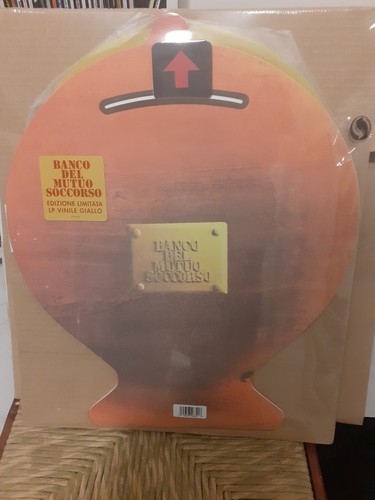 BANCO
DEL
MUTUO
SOCCORSO
EDIZIONE LIMITATA
LP VINILE GIALLO
BANCO
DEL
MUTUO
SOCCORSO